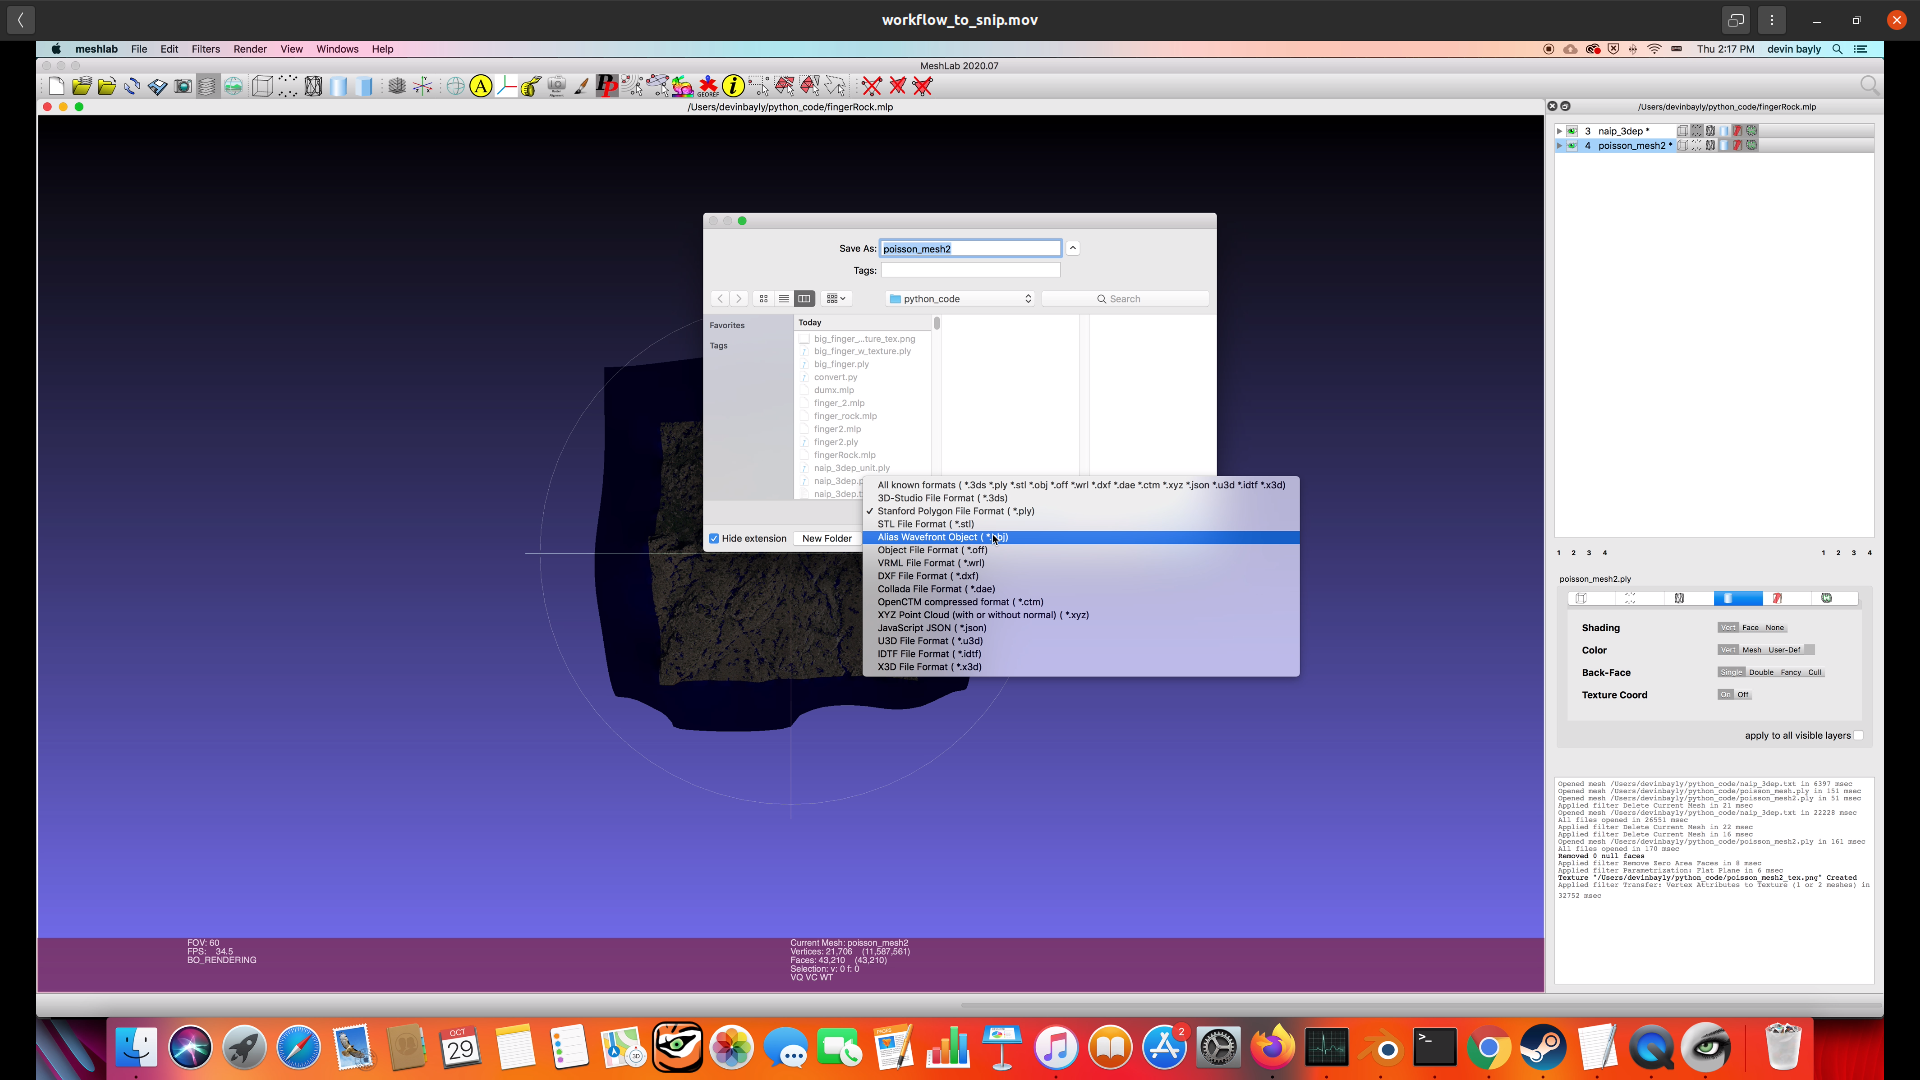 workflow_to_snip.mov
meshlab File Edit Filters Render View Windows Help
Thu 2:17 PM devin bayly
MeshLab 2020.07
/Users/devinbayly/python_code/fingerRock.mlp
/Users/devinbayly/python_code/fingerRock.mlp
3 naip_3dep *
4 poisson_mesh2 *
Save As: poisson_mesh2
Tags:
python_code
Search
Favorites
Tags
Today
big_finger_...ture_tex.png
big_finger_w_texture.ply
big_finger.ply
convert.py
dumx.mlp
finger_2.mlp
finger_rock.mlp
finger2.mlp
finger2.ply
fingerRock.mlp
naip_3dep_unit.ply
naip_3dep.p
naip_3dep.t
Hide extension
New Folder
All known formats ( *.3ds *.ply *.stl *.obj *.off *.wrl *.dxf *.dae *.ctm *.xyz *.json *.u3d *.idtf *.x3d)
3D-Studio File Format ( *.3ds)
✓ Stanford Polygon File Format ( *.ply)
STL File Format ( *.stl)
Alias Wavefront Object ( *.obj)
Object File Format ( *.off)
VRML File Format ( *.wrl)
DXF File Format ( *.dxf)
Collada File Format ( *.dae)
OpenCTM compressed format ( *.ctm)
XYZ Point Cloud (with or without normal) ( *.xyz)
JavaScript JSON ( *.json)
U3D File Format ( *.u3d)
IDTF File Format ( *.idtf)
X3D File Format ( *.x3d)
1 2 3 4
1 2 3 4
poisson_mesh2.ply
Shading Vert Face None
Color Vert Mesh User-Def
Back-Face Single Double Fancy Cull
Texture Coord On Off
apply to all visible layers
Opened mesh /Users/devinbayly/python_code/naip_3dep.txt in 6397 msec
Opened mesh /Users/devinbayly/python_code/poisson_mesh.ply in 151 msec
Opened mesh /Users/devinbayly/python_code/poisson_mesh2.ply in 51 msec
Applied filter Delete Current Mesh in 21 msec
Opened mesh /Users/devinbayly/python_code/naip_3dep.txt in 22228 msec
All files opened in 26551 msec
Applied filter Delete Current Mesh in 22 msec
Applied filter Delete Current Mesh in 16 msec
Opened mesh /Users/devinbayly/python_code/poisson_mesh2.ply in 161 msec
All files opened in 170 msec
Removed 0 null faces
Applied filter Remove Zero Area Faces in 8 msec
Applied filter Parametrization: Flat Plane in 6 msec
Texture "/Users/devinbayly/python_code/poisson_mesh2_tex.png" Created
Applied filter Transfer: Vertex Attributes to Texture (1 or 2 meshes) in
32752 msec
FOV: 60
FPS: 34.5
BO_RENDERING
Current Mesh: poisson_mesh2
Vertices: 21,706 (11,587,561)
Faces: 43,210 (43,210)
Selection: v: 0 f: 0
VQ VC WT
OCT
29
2